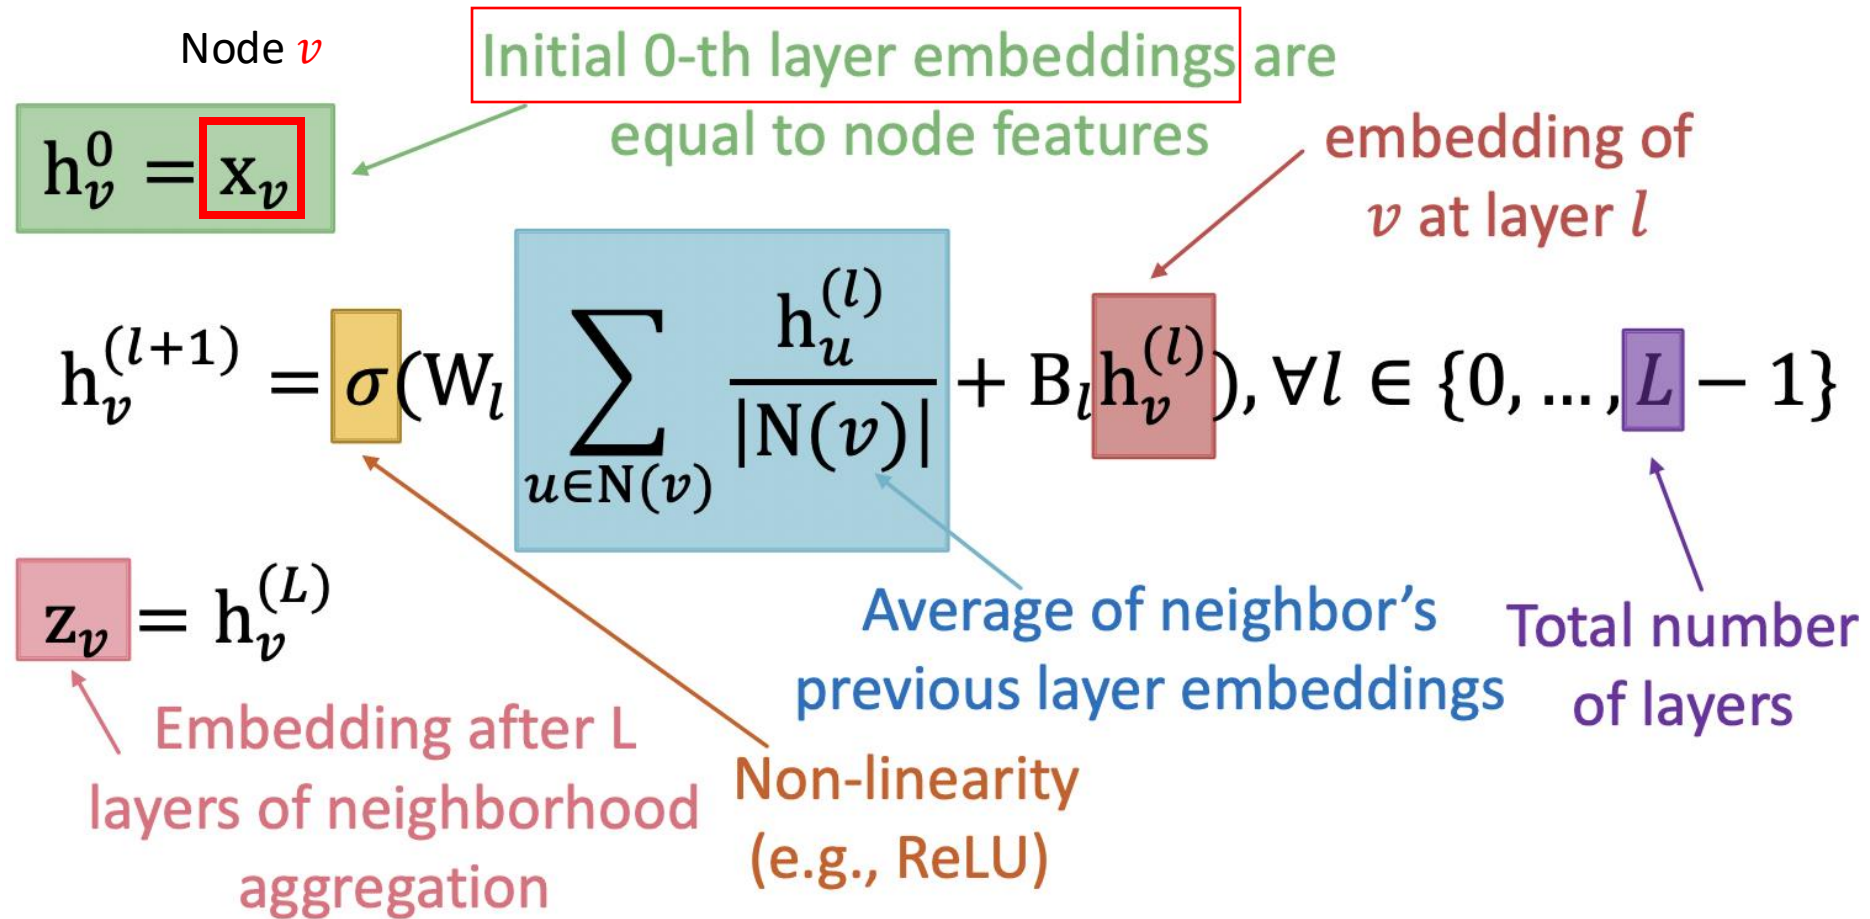 Node 𝑣
Initial 0-th layer embeddings are
equal to node features
h_𝑣^0 = x_𝑣
embedding of
𝑣 at layer 𝑙
h_𝑣^(𝑙+1) = 𝜎(W_𝑙 ∑_{𝑢∈N(𝑣)} h_𝑢^(𝑙) / |N(𝑣)| + B_𝑙 h_𝑣^(𝑙)), ∀𝑙 ∈ {0, …, 𝐿 − 1}
z_𝑣 = h_𝑣^(𝐿)
Average of neighbor’s
previous layer embeddings
Total number
of layers
Embedding after L
layers of neighborhood
aggregation
Non-linearity
(e.g., ReLU)